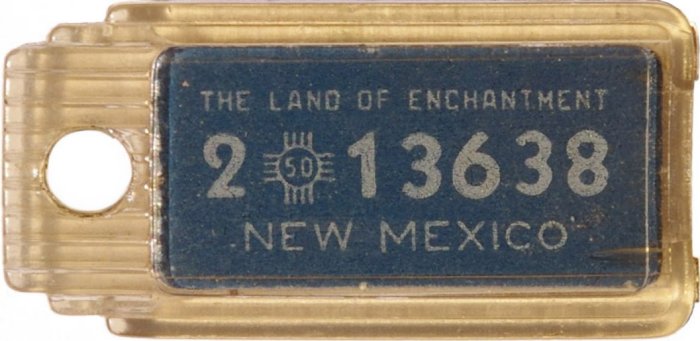 THE LAND OF ENCHANTMENT
2 50 13638
NEW MEXICO